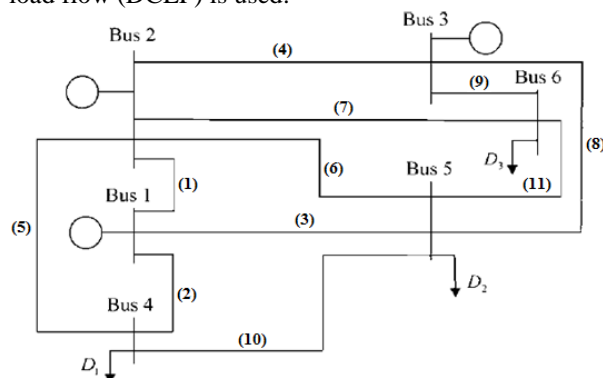 load flow (DCLF) is used.
Bus 3
Bus 2
(4)
(9)
Bus 6
(7)
(8)
D₃
(6)
Bus 5
(11)
(1)
Bus 1
(5)
(3)
(2)
D₂
Bus 4
(10)
D₁